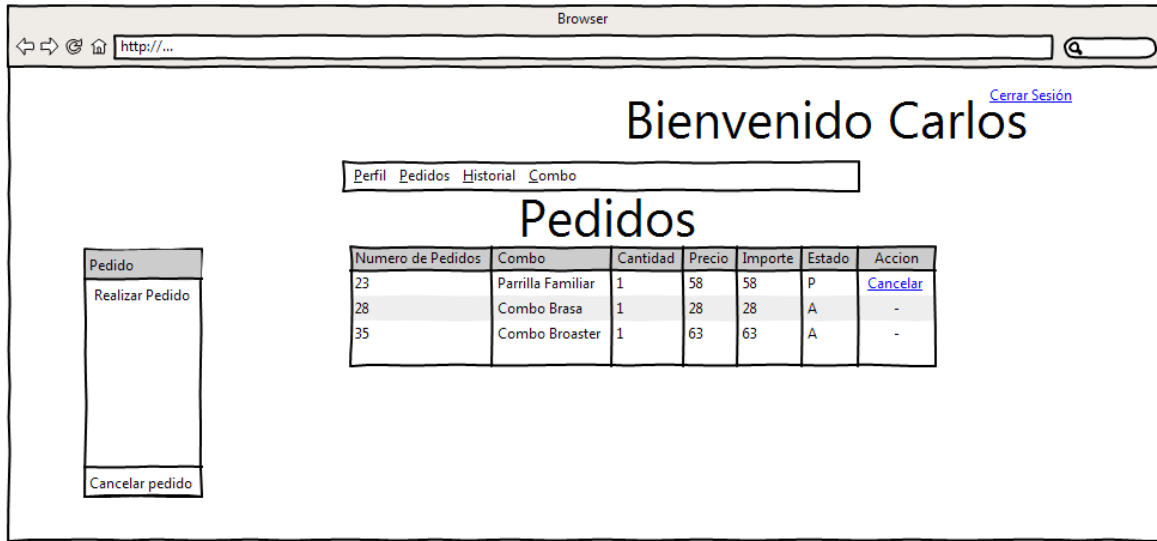 Browser
http://...
Cerrar Sesión
Bienvenido Carlos
Perfil Pedidos Historial Combo
Pedidos
Pedido
Realizar Pedido
Cancelar pedido
Numero de Pedidos Combo Cantidad Precio Importe Estado Accion
23 Parrilla Familiar 1 58 58 P Cancelar
28 Combo Brasa 1 28 28 A -
35 Combo Broaster 1 63 63 A -